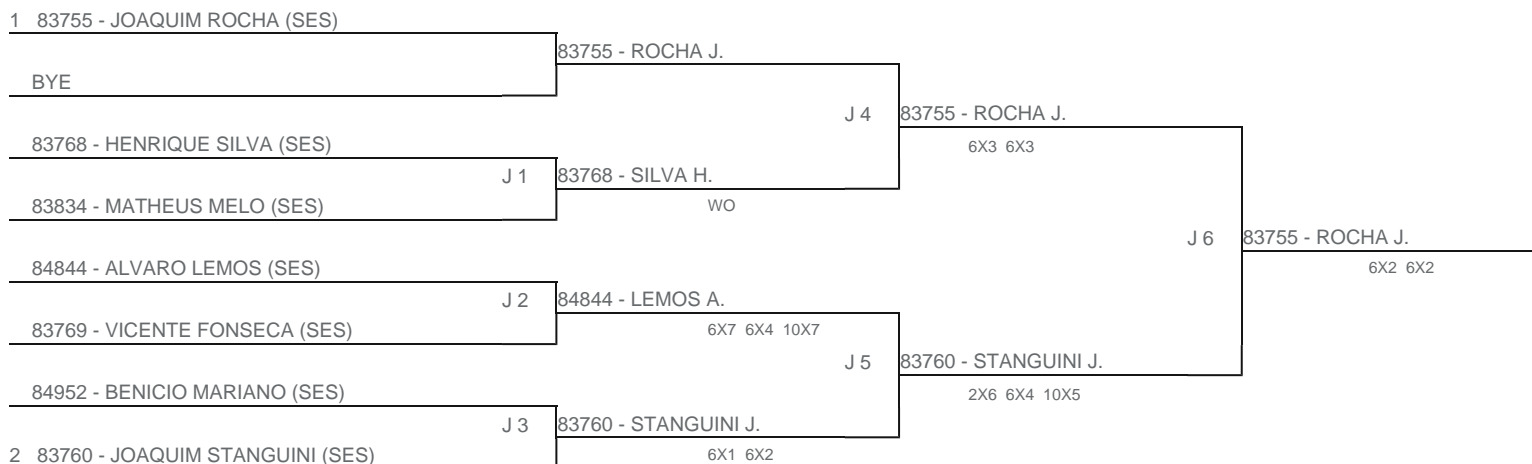 1 83755 - JOAQUIM ROCHA (SES)
83755 - ROCHA J.
BYE
J 4
83755 - ROCHA J.
6X3 6X3
83768 - HENRIQUE SILVA (SES)
J 1
83768 - SILVA H.
WO
83834 - MATHEUS MELO (SES)
J 6
83755 - ROCHA J.
6X2 6X2
84844 - ALVARO LEMOS (SES)
J 2
84844 - LEMOS A.
6X7 6X4 10X7
83769 - VICENTE FONSECA (SES)
J 5
83760 - STANGUINI J.
2X6 6X4 10X5
84952 - BENICIO MARIANO (SES)
J 3
83760 - STANGUINI J.
6X1 6X2
2 83760 - JOAQUIM STANGUINI (SES)